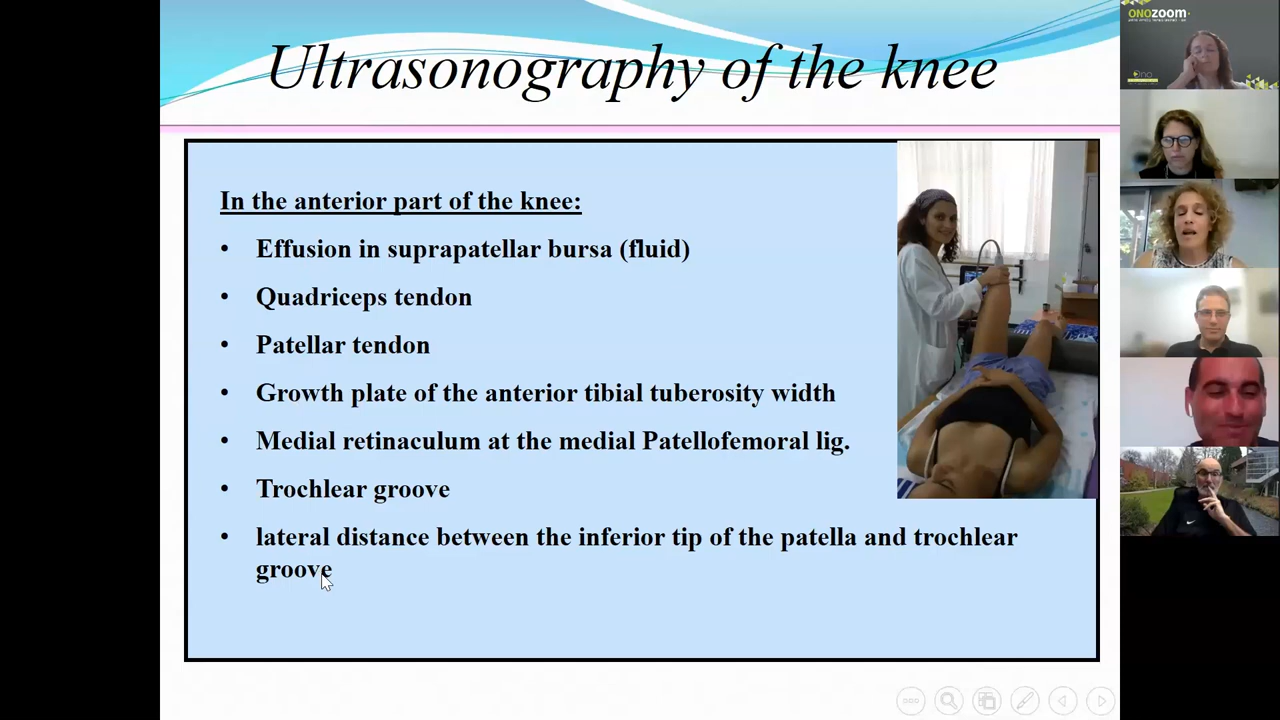 Ultrasonography of the knee
In the anterior part of the knee:
• Effusion in suprapatellar bursa (fluid)
• Quadriceps tendon
• Patellar tendon
• Growth plate of the anterior tibial tuberosity width
• Medial retinaculum at the medial Patellofemoral lig.
• Trochlear groove
• lateral distance between the inferior tip of the patella and trochlear
groove
ONOZOOM